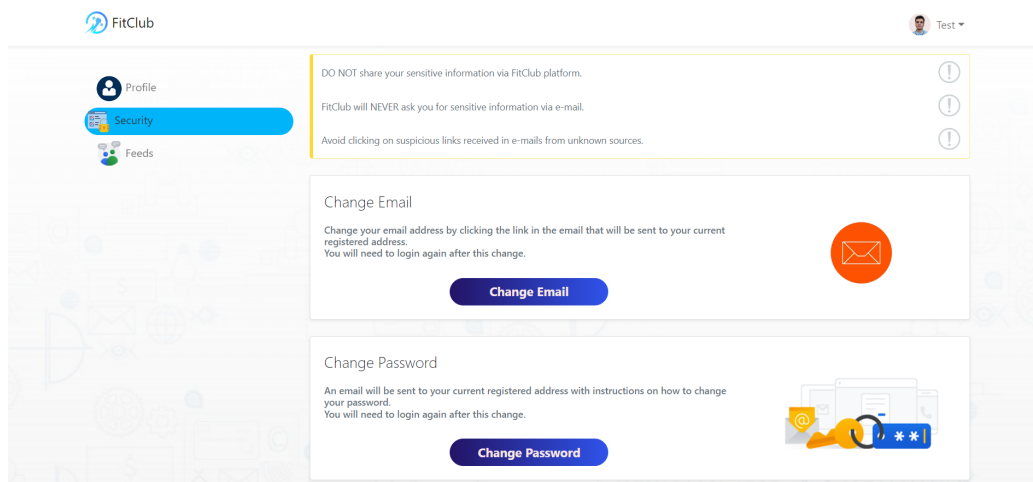 FitClub
Test
Profile
Security
Feeds
DO NOT share your sensitive information via FitClub platform.
FitClub will NEVER ask you for sensitive information via e-mail.
Avoid clicking on suspicious links received in e-mails from unknown sources.
Change Email
Change your email address by clicking the link in the email that will be sent to your current
registered address.
You will need to login again after this change.
Change Email
Change Password
An email will be sent to your current registered address with instructions on how to change
your password.
You will need to login again after this change.
Change Password